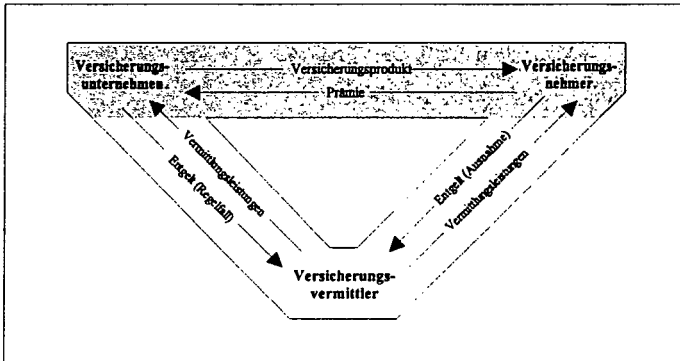 Versicherungs-
unternehmen
Versicherungsprodukt
Prämie
Versicherungs-
nehmer
Vermittlungsleistungen
Entgelt (Regelfall)
Entgelt (Ausnahme)
Vermittlungsleistungen
Versicherungs-
vermittler